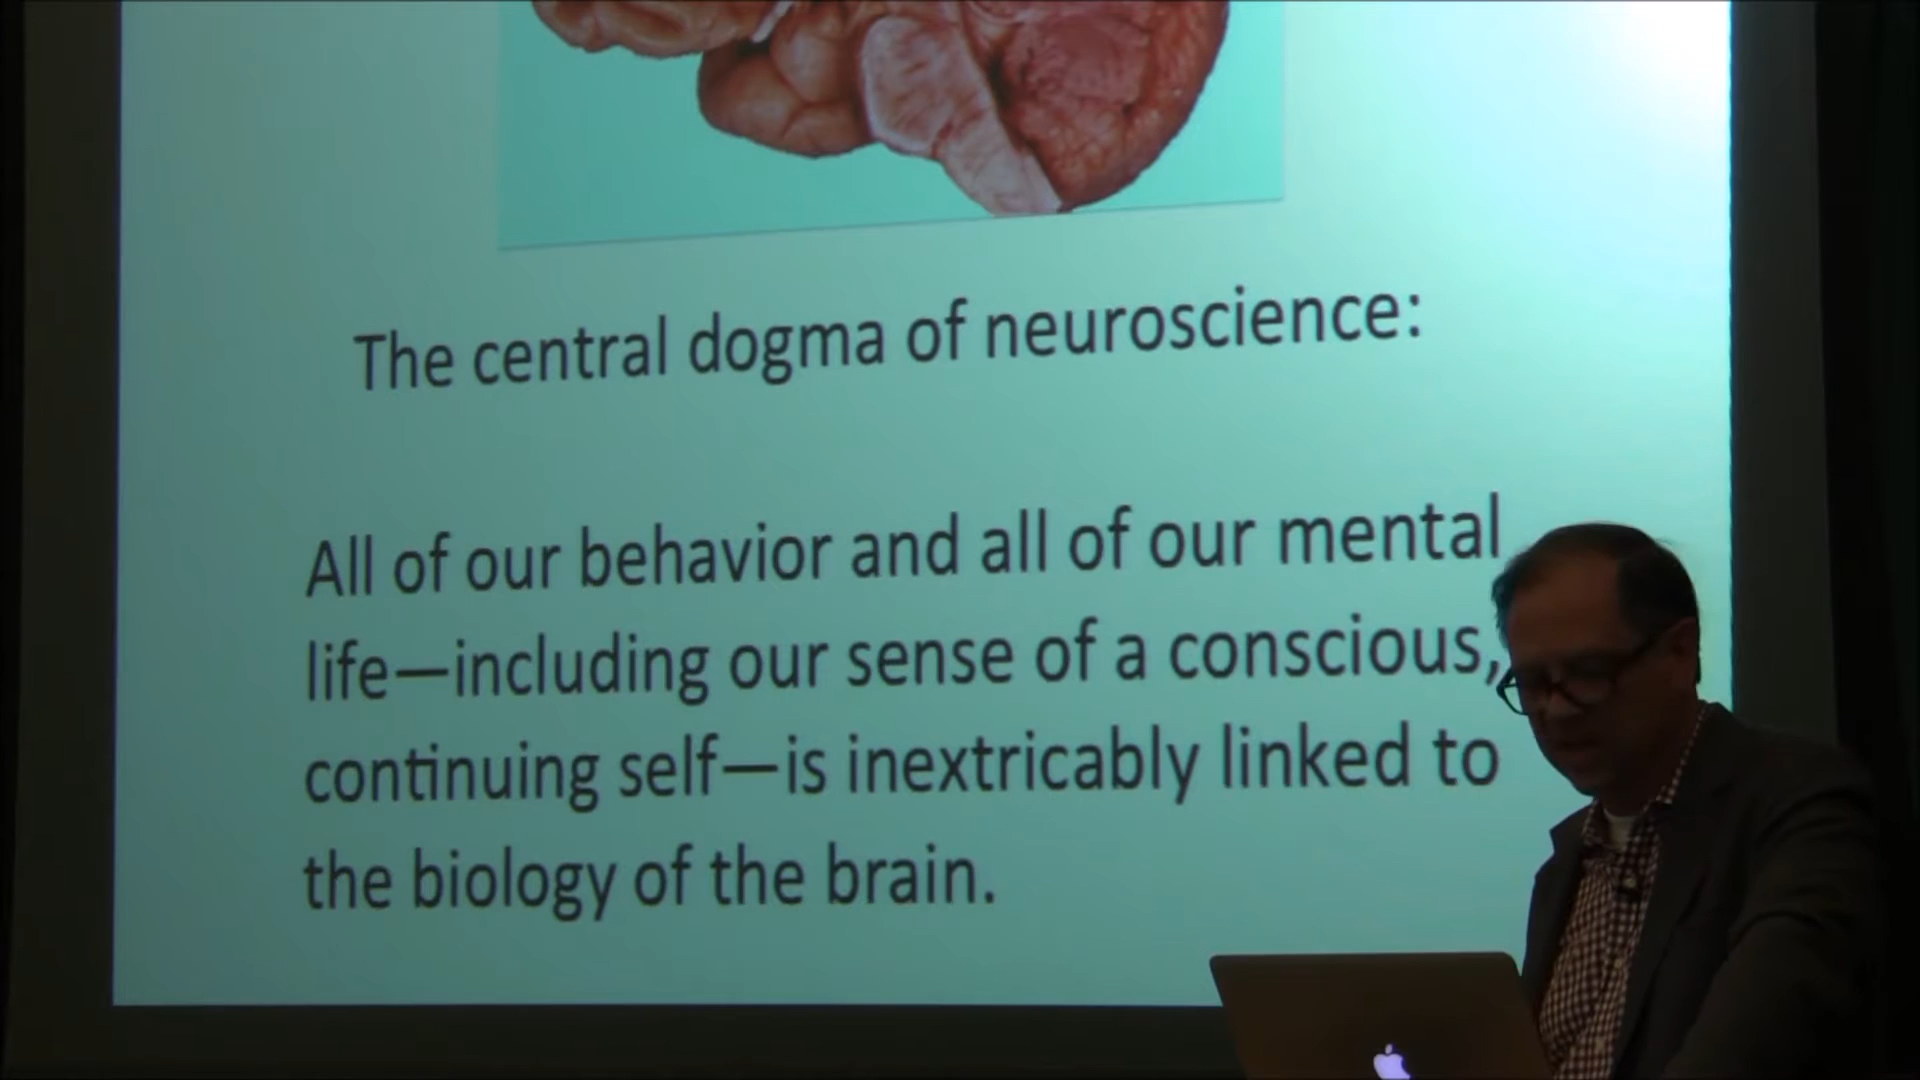 The central dogma of neuroscience:
All of our behavior and all of our mental
life—including our sense of a conscious,
continuing self—is inextricably linked to
the biology of the brain.